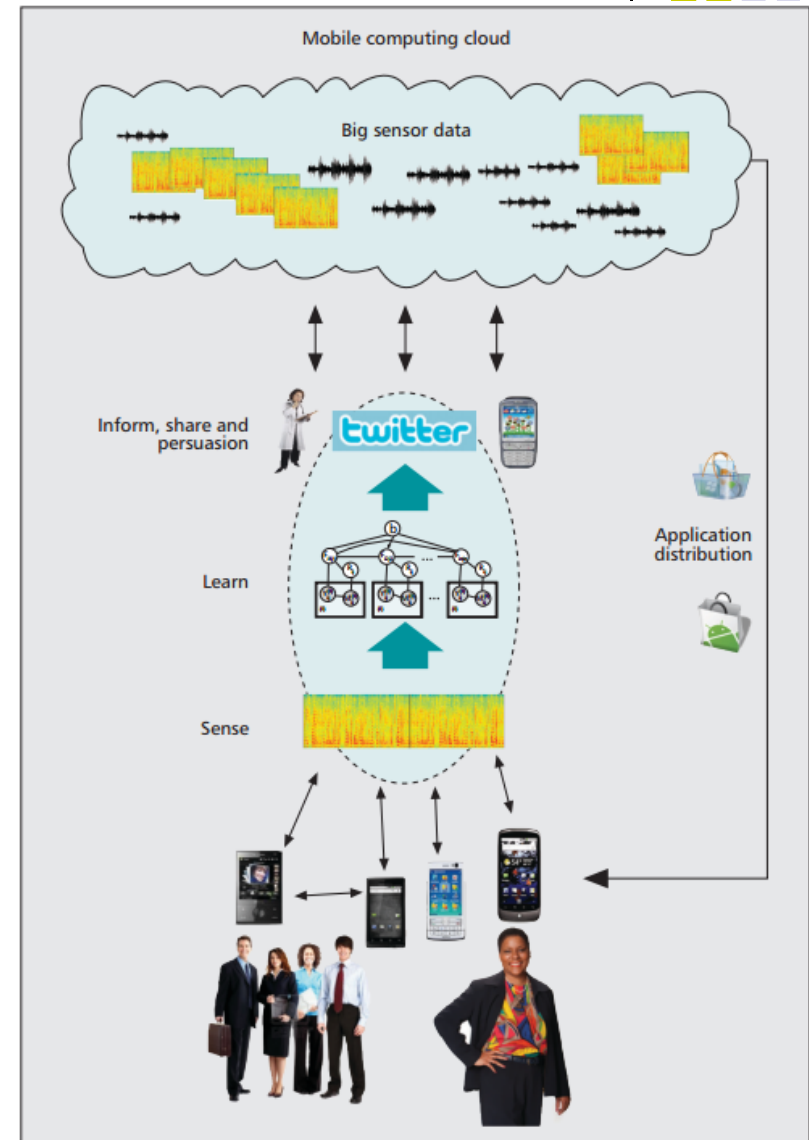 Mobile computing cloud
Big sensor data
Inform, share and
persuasion
twitter
b
Learn
...
...
Application
distribution
Sense